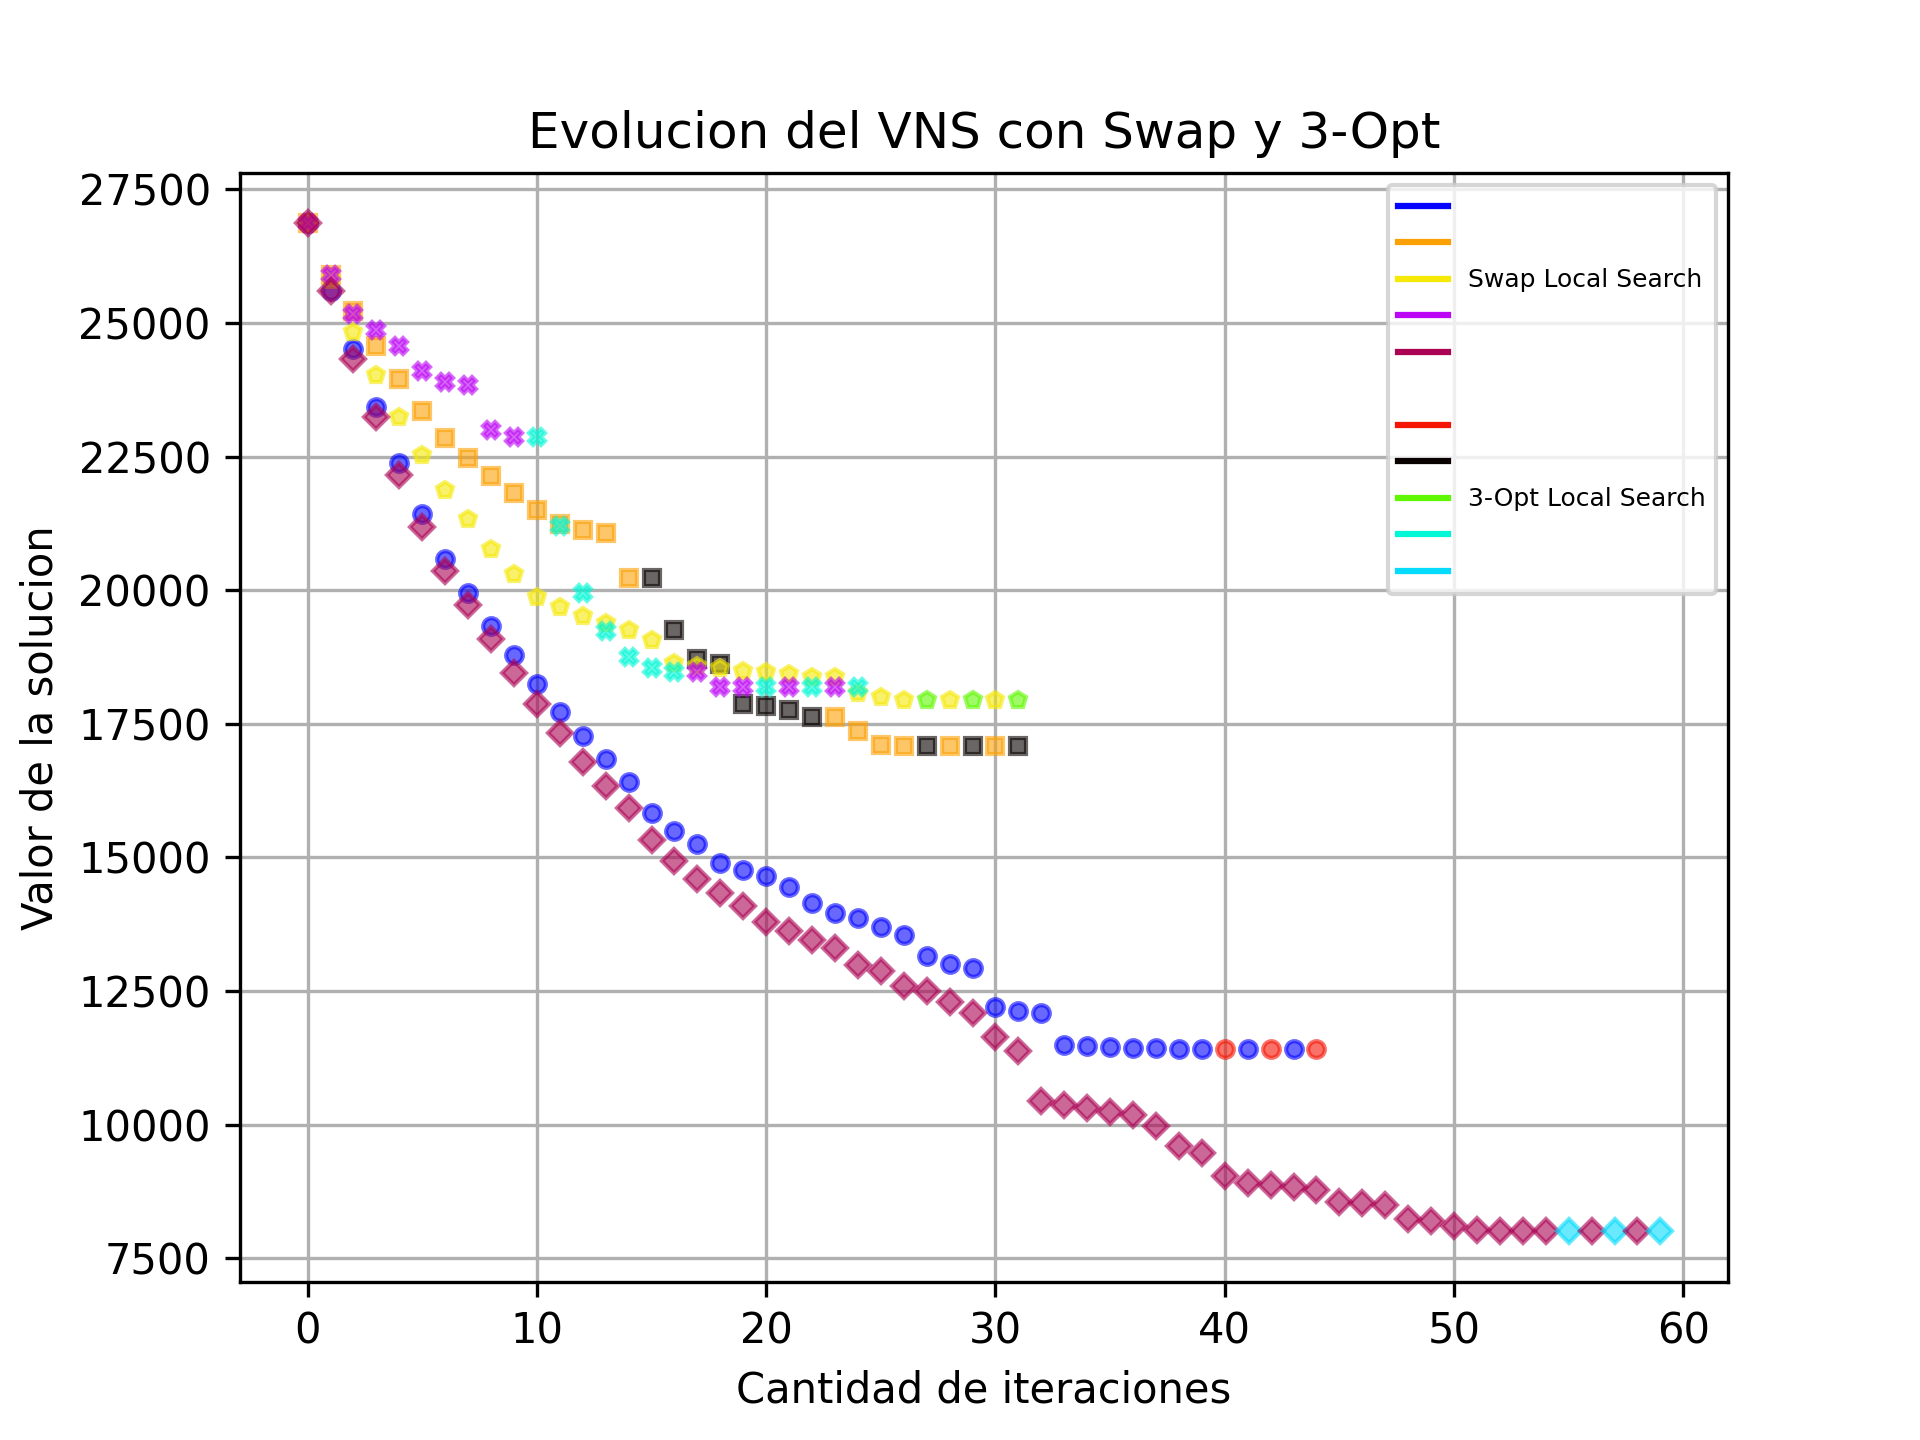 Evolucion del VNS con Swap y 3-Opt
27500
25000
22500
20000
17500
15000
12500
10000
7500
Valor de la solucion
Swap Local Search
3-Opt Local Search
0 10 20 30 40 50 60
Cantidad de iteraciones